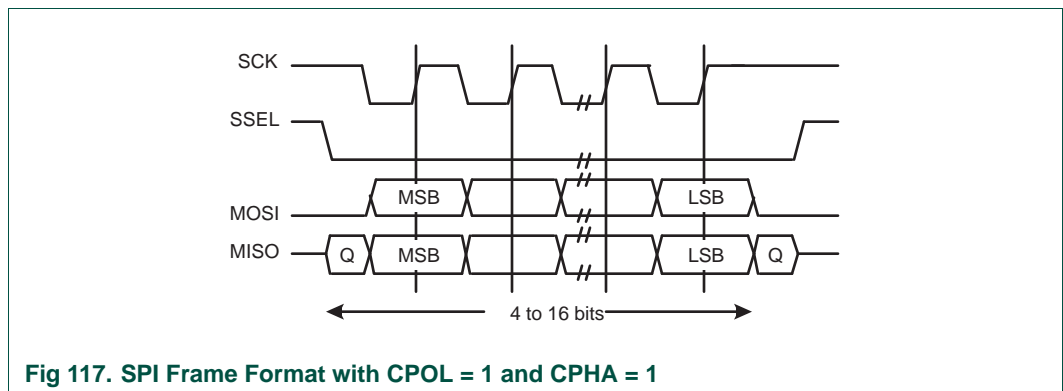 SCK
SSEL
MOSI MSB LSB
MISO Q MSB LSB Q
4 to 16 bits
Fig 117. SPI Frame Format with CPOL = 1 and CPHA = 1